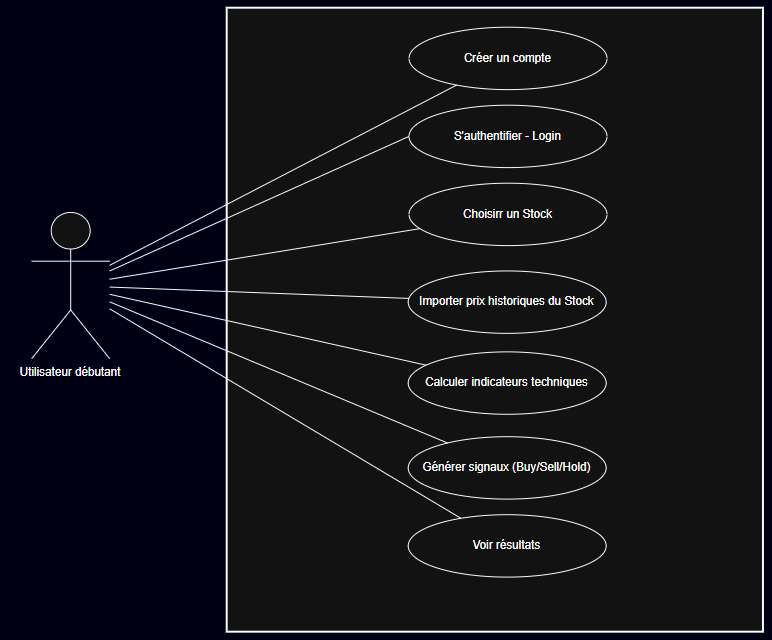 Créer un compte
S'authentifier - Login
Choisirr un Stock
Importer prix historiques du Stock
Utilisateur débutant
Calculer indicateurs techniques
Générer signaux (Buy/Sell/Hold)
Voir résultats